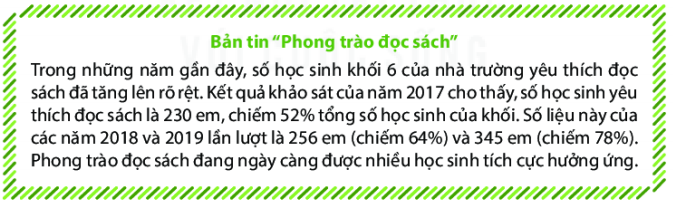 Bản tin “Phong trào đọc sách”
Trong những năm gần đây, số học sinh khối 6 của nhà trường yêu thích đọc
sách đã tăng lên rõ rệt. Kết quả khảo sát của năm 2017 cho thấy, số học sinh yêu
thích đọc sách là 230 em, chiếm 52% tổng số học sinh của khối. Số liệu này của
các năm 2018 và 2019 lần lượt là 256 em (chiếm 64%) và 345 em (chiếm 78%).
Phong trào đọc sách đang ngày càng được nhiều học sinh tích cực hưởng ứng.